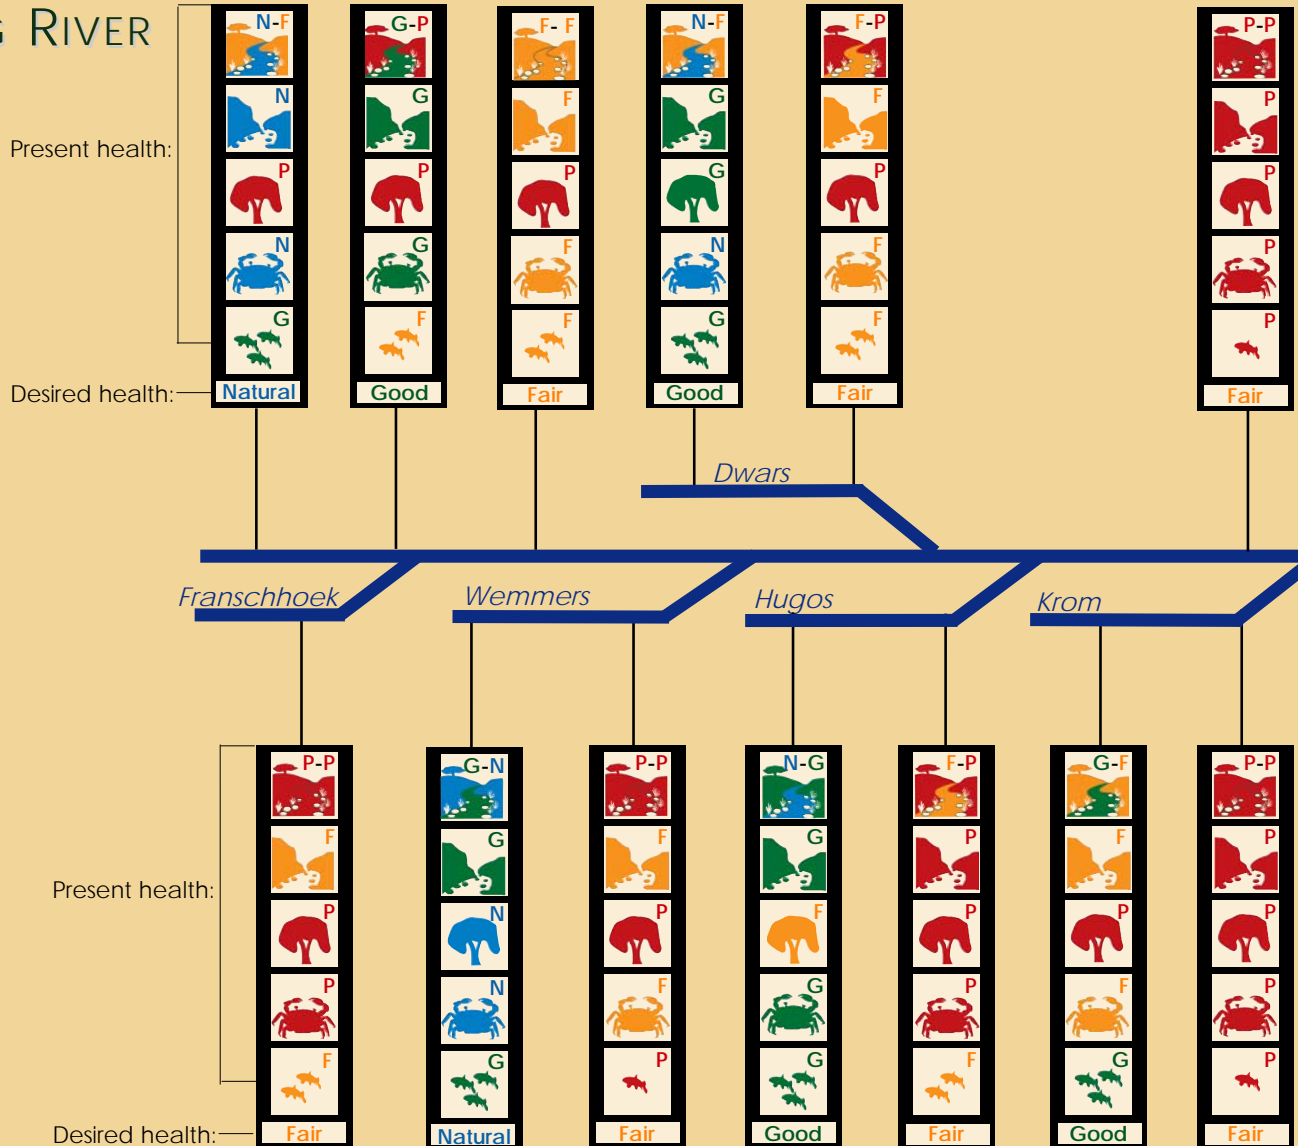 RIVER
N-F G-P F- F N-F F-P P-P
N G F G F P
Present health:
P P P G P P
N G F N F P
G F F G F P
Desired health: Natural Good Fair Good Fair Fair
Dwars
Franschhoek Wemmers Hugos Krom
P-P G-N P-P N-G F-P G-F P-P
F G F G P F P
Present health:
P N P F P P P
P N F G P F P
F G P G F G P
Desired health: Fair Natural Fair Good Fair Good Fair